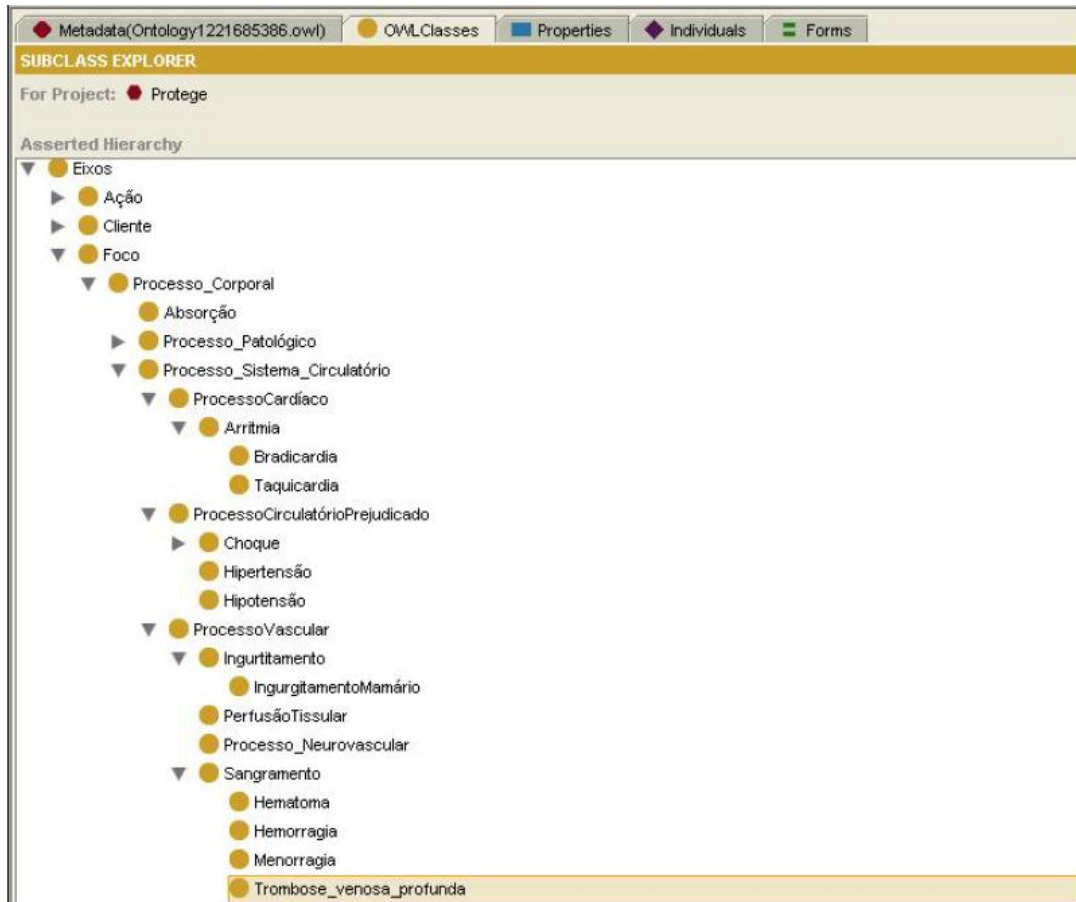 Metadata(Ontology1221685386.owl) OWLClasses Properties Individuals Forms
SUBCLASS EXPLORER
For Project: Protege
Asserted Hierarchy
Eixos
Ação
Cliente
Foco
Processo_Corporal
Absorção
Processo_Patológico
Processo_Sistema_Circulatório
ProcessoCardíaco
Arritmia
Bradicardia
Taquicardia
ProcessoCirculatórioPrejudicado
Choque
Hipertensão
Hipotensão
ProcessoVascular
Ingurtitamento
IngurgitamentoMamário
PerfusãoTissular
Processo_Neurovascular
Sangramento
Hematoma
Hemorragia
Menorragia
Trombose_venosa_profunda